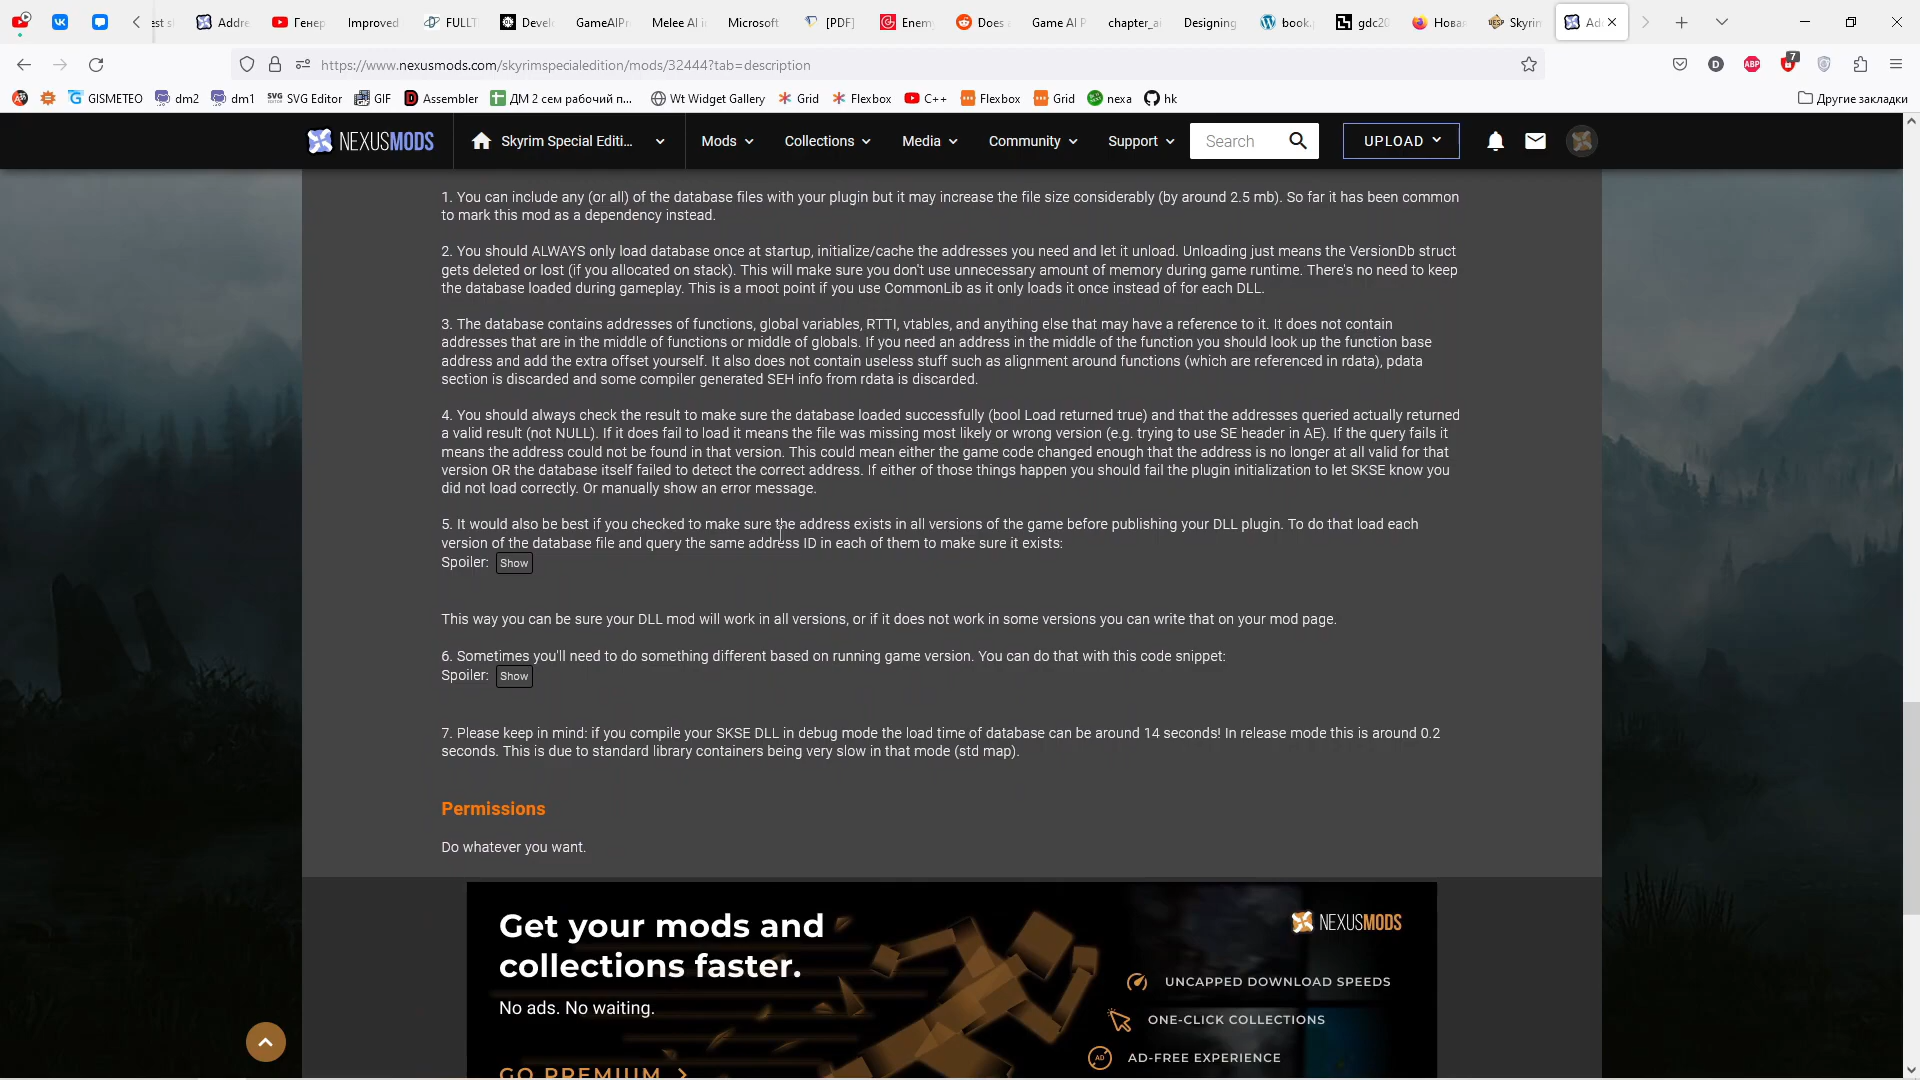 est s
Addre
Генер
Improved
FULLT
Devel
GameAIPr
Melee AI i
Microsoft
[PDF]
Enem
Does
Game AI P
chapter_ai
Designing
book.
gdc20
Нова
Skyrin
Ad
https://www.nexusmods.com/skyrimspecialedition/mods/32444?tab=description
D
ABP
7
GISMETEO
dm2
dm1
SVG Editor
GIF
Assembler
ДМ 2 сем рабочий п...
Wt Widget Gallery
Grid
Flexbox
C++
Flexbox
Grid
nexa
hk
Другие закладки
NEXUSMODS
Skyrim Special Editi...
Mods
Collections
Media
Community
Support
Search
UPLOAD
1. You can include any (or all) of the database files with your plugin but it may increase the file size considerably (by around 2.5 mb). So far it has been common
to mark this mod as a dependency instead.
2. You should ALWAYS only load database once at startup, initialize/cache the addresses you need and let it unload. Unloading just means the VersionDb struct
gets deleted or lost (if you allocated on stack). This will make sure you don't use unnecessary amount of memory during game runtime. There's no need to keep
the database loaded during gameplay. This is a moot point if you use CommonLib as it only loads it once instead of for each DLL.
3. The database contains addresses of functions, global variables, RTTI, vtables, and anything else that may have a reference to it. It does not contain
addresses that are in the middle of functions or middle of globals. If you need an address in the middle of the function you should look up the function base
address and add the extra offset yourself. It also does not contain useless stuff such as alignment around functions (which are referenced in rdata), pdata
section is discarded and some compiler generated SEH info from rdata is discarded.
4. You should always check the result to make sure the database loaded successfully (bool Load returned true) and that the addresses queried actually returned
a valid result (not NULL). If it does fail to load it means the file was missing most likely or wrong version (e.g. trying to use SE header in AE). If the query fails it
means the address could not be found in that version. This could mean either the game code changed enough that the address is no longer at all valid for that
version OR the database itself failed to detect the correct address. If either of those things happen you should fail the plugin initialization to let SKSE know you
did not load correctly. Or manually show an error message.
5. It would also be best if you checked to make sure the address exists in all versions of the game before publishing your DLL plugin. To do that load each
version of the database file and query the same address ID in each of them to make sure it exists:
Spoiler: Show
This way you can be sure your DLL mod will work in all versions, or if it does not work in some versions you can write that on your mod page.
6. Sometimes you'll need to do something different based on running game version. You can do that with this code snippet:
Spoiler: Show
7. Please keep in mind: if you compile your SKSE DLL in debug mode the load time of database can be around 14 seconds! In release mode this is around 0.2
seconds. This is due to standard library containers being very slow in that mode (std map).
Permissions
Do whatever you want.
Get your mods and
collections faster.
No ads. No waiting.
GO PREMIUM
NEXUSMODS
UNCAPPED DOWNLOAD SPEEDS
ONE-CLICK COLLECTIONS
AD
AD-FREE EXPERIENCE